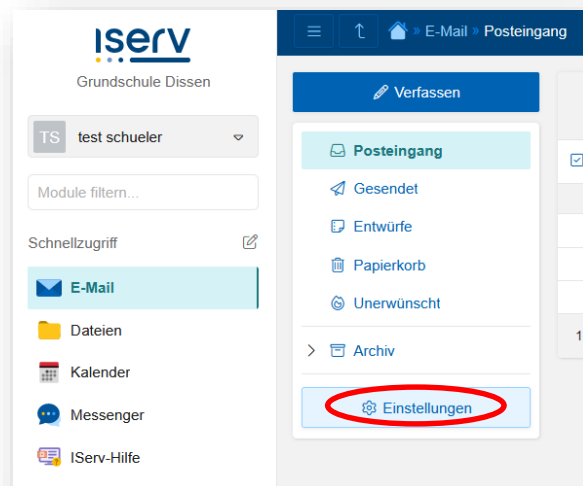 IServ
Grundschule Dissen
TS test schueler
Module filtern...
Schnellzugriff
E-Mail
Dateien
Kalender
Messenger
IServ-Hilfe
» E-Mail » Posteingang
Verfassen
Posteingang
Gesendet
Entwürfe
Papierkorb
Unerwünscht
Archiv
Einstellungen
1